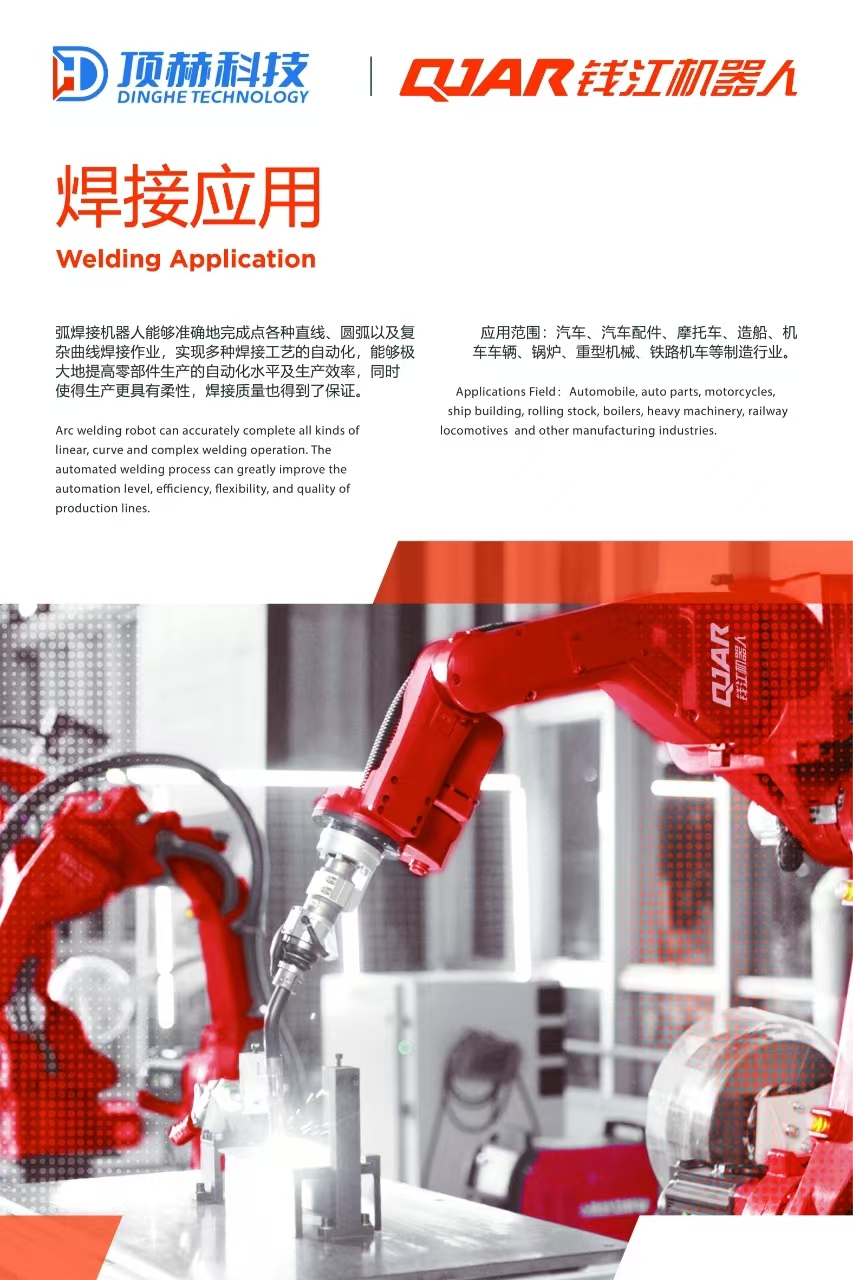 顶赫科技
DINGHE TECHNOLOGY
QJAR 钱江机器人
焊接应用
Welding Application
弧焊接机器人能够准确地完成点各种直线、圆弧以及复
杂曲线焊接作业，实现多种焊接工艺的自动化，能够极
大地提高零部件生产的自动化水平及生产效率，同时
使得生产更具有柔性，焊接质量也得到了保证。
Arc welding robot can accurately complete all kinds of
linear, curve and complex welding operation. The
automated welding process can greatly improve the
automation level, efficiency, flexibility, and quality of
production lines.
应用范围：汽车、汽车配件、摩托车、造船、机
车车辆、锅炉、重型机械、铁路机车等制造行业。
Applications Field： Automobile, auto parts, motorcycles,
ship building, rolling stock, boilers, heavy machinery, railway
locomotives and other manufacturing industries.
QJAR
钱江机器人